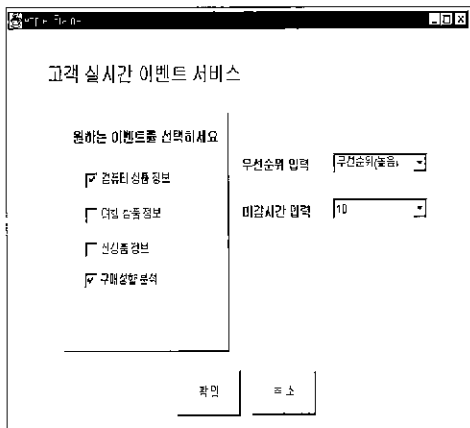 고객 실시간 이벤트 서비스
원하는 이벤트를 선택하세요
컴퓨터 상품 정보
여행 상품 정보
신상품 정보
구매성향 분석
우선순위 입력
우선순위(높음)
마감시간 입력
10
확인
취소